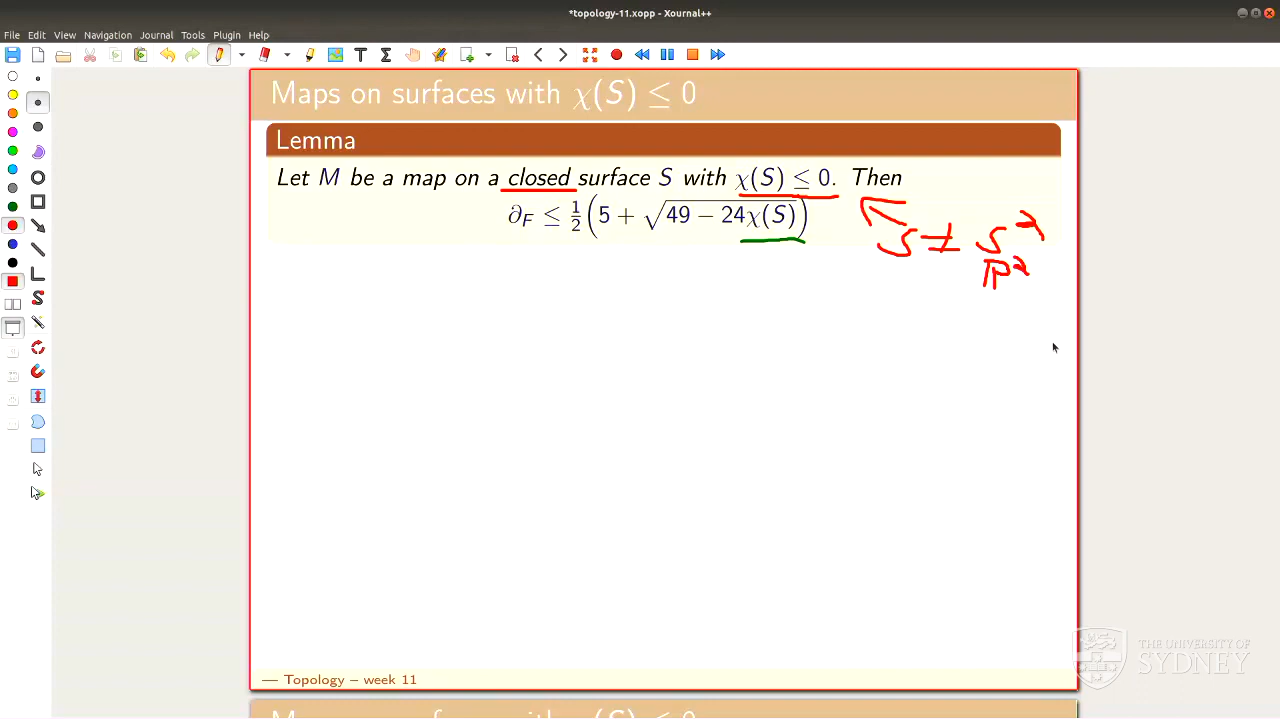 *topology-11.xopp - Xournal++
File Edit View Navigation Journal Tools Plugin Help
Maps on surfaces with χ(S) ≤ 0
Lemma
Let M be a map on a closed surface S with χ(S) ≤ 0. Then
∂_F ≤ ½(5 + √(49 − 24χ(S)))
S ≠ S²
P²
— Topology – week 11
THE UNIVERSITY OF
SYDNEY